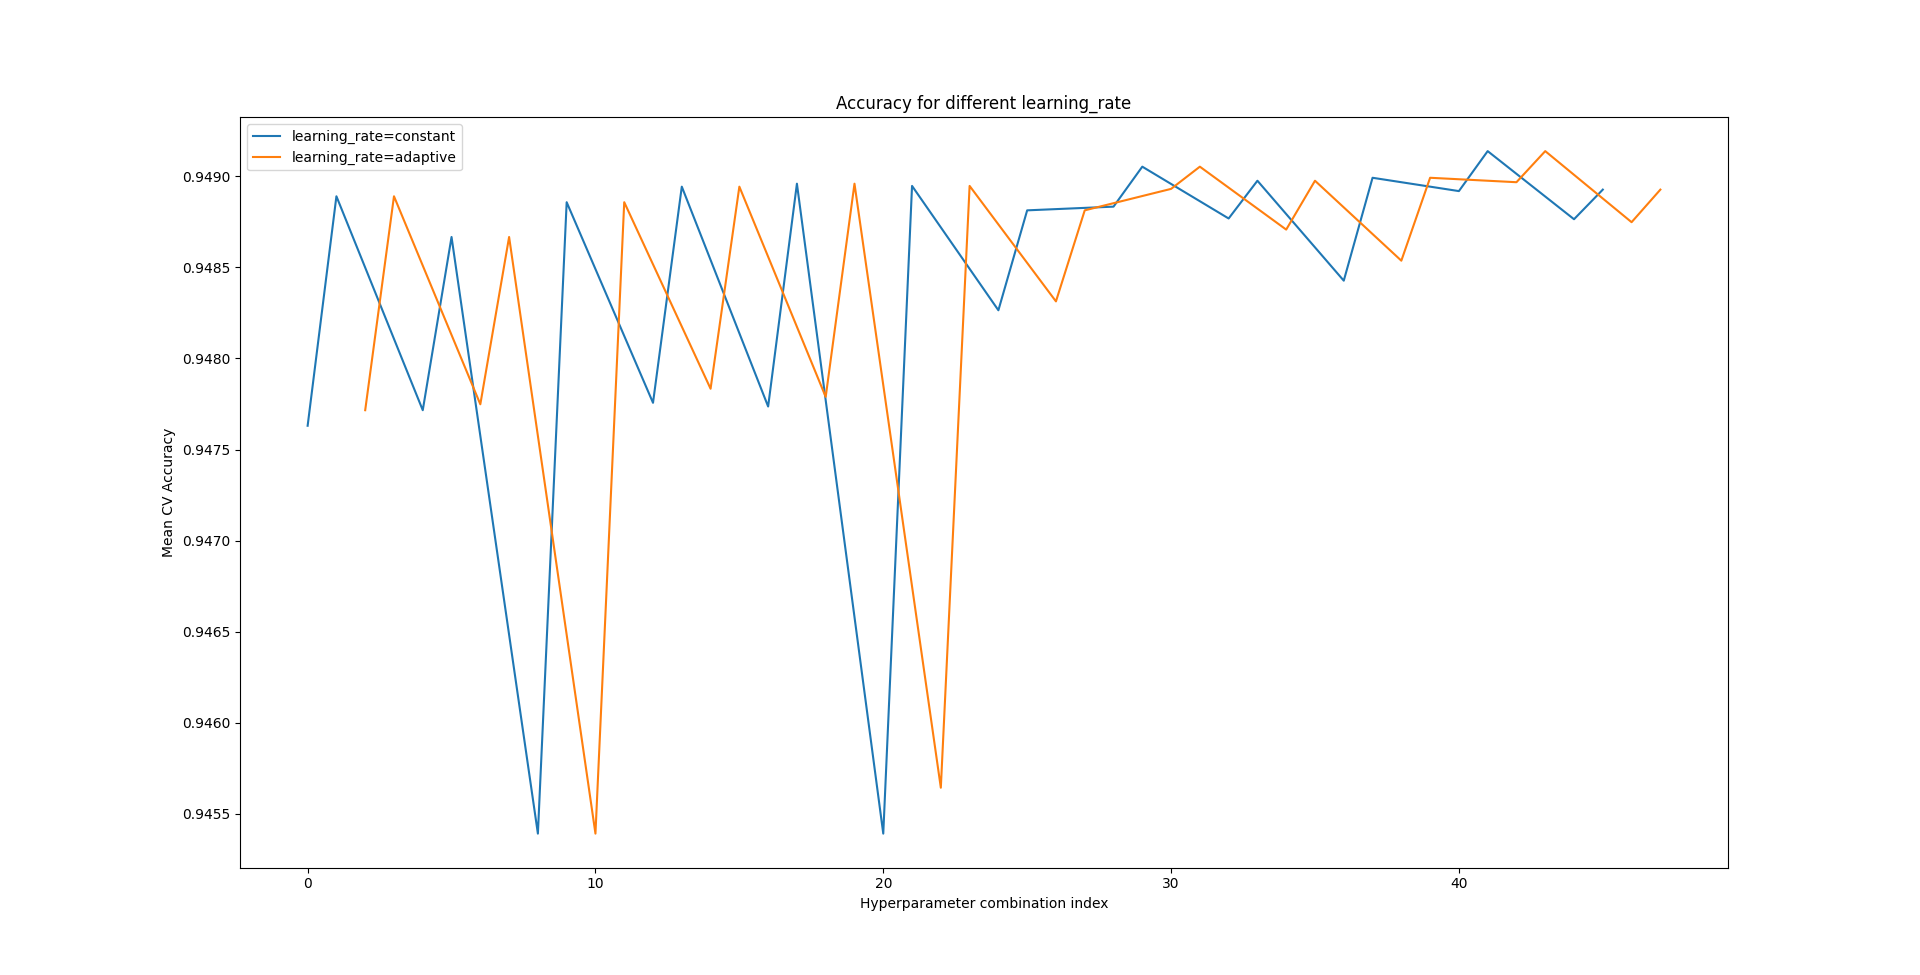 Accuracy for different learning_rate
learning_rate=constant
learning_rate=adaptive
0.9490
0.9485
0.9480
0.9475
0.9470
0.9465
0.9460
0.9455
Mean CV Accuracy
0 10 20 30 40
Hyperparameter combination index